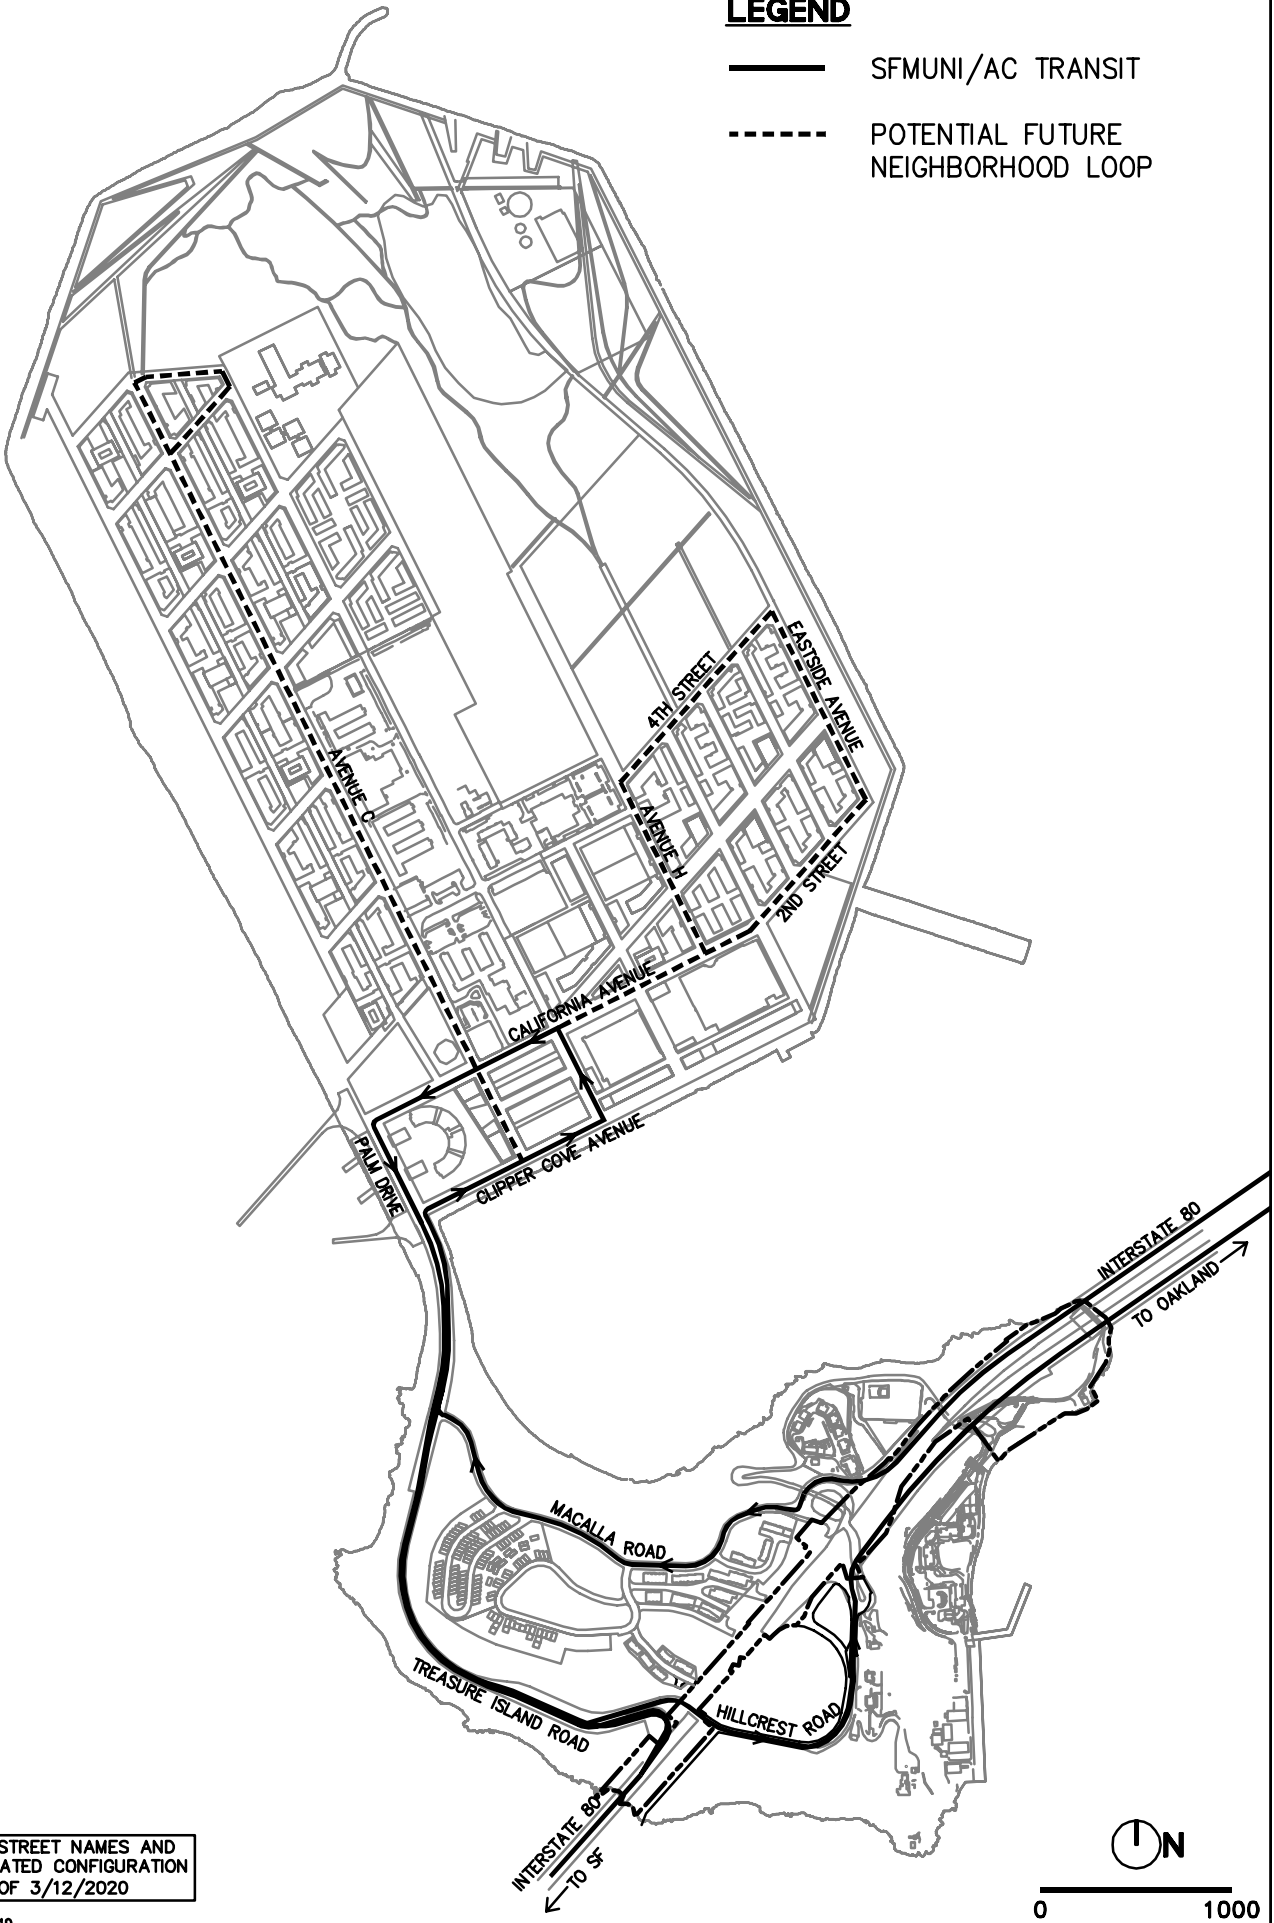 LEGEND
SFMUNI/AC TRANSIT
POTENTIAL FUTURE
NEIGHBORHOOD LOOP
4TH STREET
EASTSIDE AVENUE
AVENUE C
AVENUE H
2ND STREET
CALIFORNIA AVENUE
PALM DRIVE
CLIPPER COVE AVENUE
INTERSTATE 80
TO OAKLAND
MACALLA ROAD
TREASURE ISLAND ROAD
HILLCREST ROAD
INTERSTATE 80
TO SF
STREET NAMES AND
ATED CONFIGURATION
OF 3/12/2020
N
0 1000